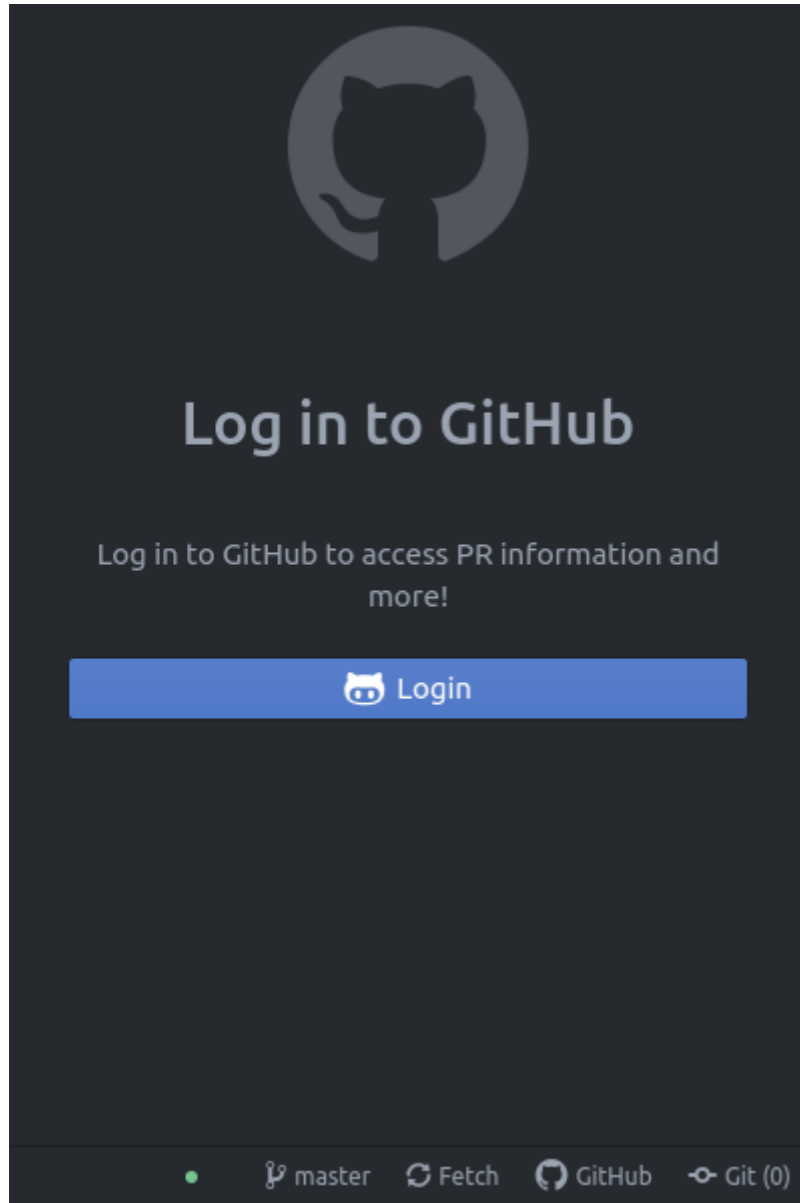 Log in to GitHub
Log in to GitHub to access PR information and
more!
Login
master Fetch GitHub Git (0)